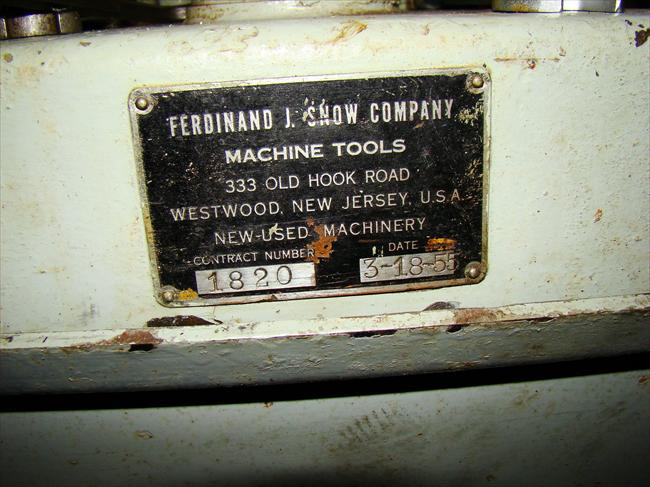 FERDINAND J. SNOW COMPANY
MACHINE TOOLS
333 OLD HOOK ROAD
WESTWOOD, NEW JERSEY, U.S.A.
NEW-USED MACHINERY
CONTRACT NUMBER DATE
1820 3-18-55